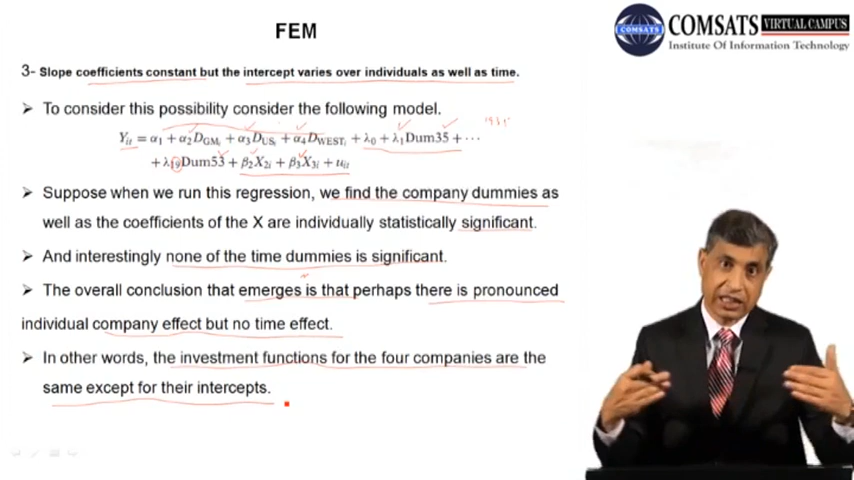 FEM
COMSATS VIRTUAL CAMPUS
Institute Of Information Technology
3- Slope coefficients constant but the intercept varies over individuals as well as time.
➢ To consider this possibility consider the following model.
Yit = α1 + α2DGMi + α3DUSi + α4DWESTi + λ0 + λ1Dum35 + ···
+ λ19Dum53 + β2X2i + β3X3i + uit
➢ Suppose when we run this regression, we find the company dummies as
well as the coefficients of the X are individually statistically significant.
➢ And interestingly none of the time dummies is significant.
➢ The overall conclusion that emerges is that perhaps there is pronounced
individual company effect but no time effect.
➢ In other words, the investment functions for the four companies are the
same except for their intercepts.